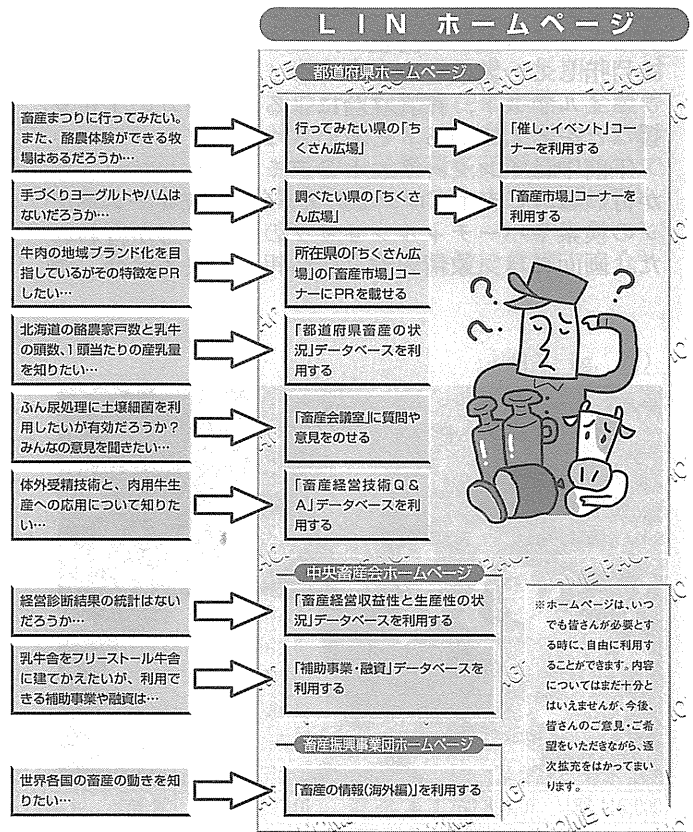 LINホームページ
都道府県ホームページ
畜産まつりに行ってみたい。
また、酪農体験ができる牧
場はあるだろうか…
行ってみたい県の「ち
くさん広場」
「催し・イベント」コー
ナーを利用する
手づくりヨーグルトやハムは
ないだろうか…
調べたい県の「ちくさ
ん広場」
「畜産市場」コーナーを
利用する
牛肉の地域ブランド化を目
指しているがその特徴をPR
したい…
所在県の「ちくさん広
場」の「畜産市場」コー
ナーにPRを載せる
北海道の酪農家戸数と乳牛
の頭数、1頭当たりの産乳量
を知りたい…
「都道府県畜産の状
況」データベースを利
用する
ふん尿処理に土壌細菌を利
用したいが有効だろうか?
みんなの意見を聞きたい…
「畜産会議室」に質問や
意見をのせる
体外受精技術と、肉用牛生
産への応用について知りた
い…
「畜産経営技術Q&
A」データベースを利
用する
中央畜産会ホームページ
経営診断結果の統計はない
だろうか…
「畜産経営収益性と生産性の状
況」データベースを利用する
乳牛舎をフリーストール牛舎
に建てかえたいが、利用で
きる補助事業や融資は…
「補助事業・融資」データベースを
利用する
畜産振興事業団ホームページ
世界各国の畜産の動きを知
りたい…
「畜産の情報(海外編)」を利用する
※ホームページは、いつ
でも皆さんが必要とす
る時に、自由に利用す
ることができます。内容
についてはまだ十分と
はいえませんが、今後、
皆さんのご意見・ご希
望をいただきながら、逐
次拡充をはかってまい
ります。